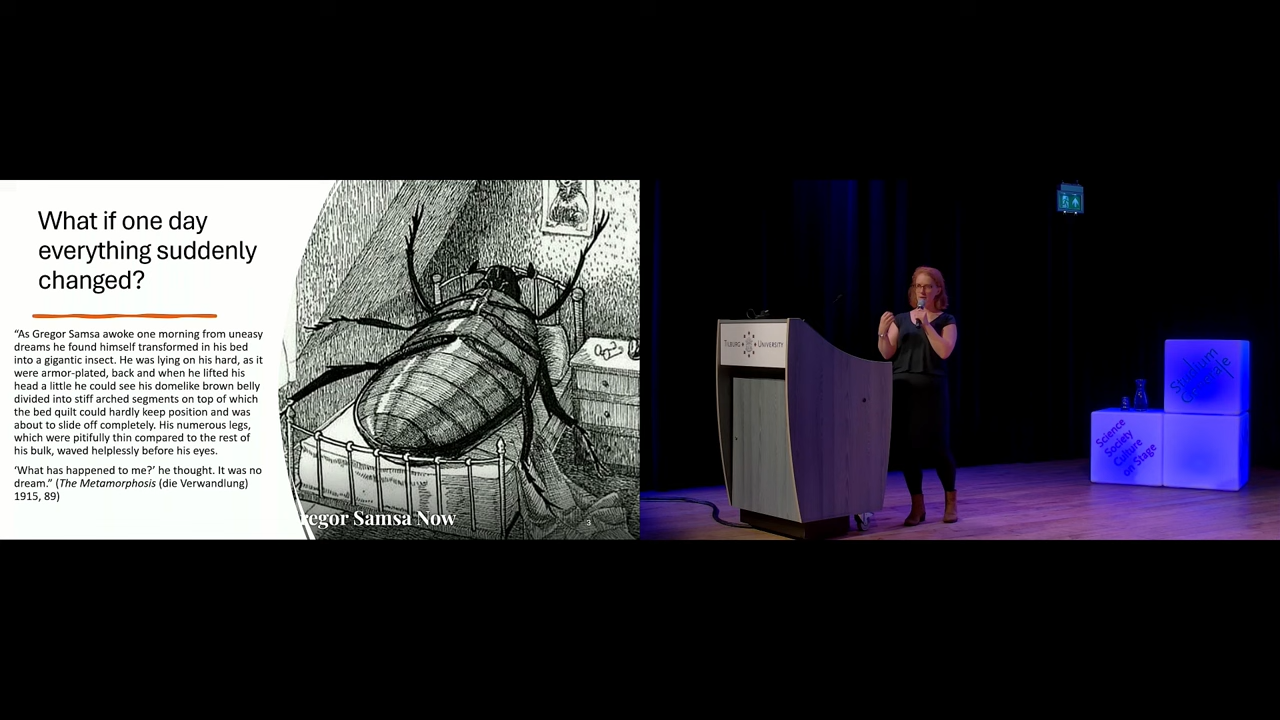 What if one day
everything suddenly
changed?
“As Gregor Samsa awoke one morning from uneasy
dreams he found himself transformed in his bed
into a gigantic insect. He was lying on his hard, as it
were armor-plated, back and when he lifted his
head a little he could see his domelike brown belly
divided into stiff arched segments on top of which
the bed quilt could hardly keep position and was
about to slide off completely. His numerous legs,
which were pitifully thin compared to the rest of
his bulk, waved helplessly before his eyes.
‘What has happened to me?’ he thought. It was no
dream.” (The Metamorphosis (die Verwandlung)
1915, 89)
regor Samsa Now
3
TILBURG UNIVERSITY
Studium
Generale
Science
Society
Culture
on Stage